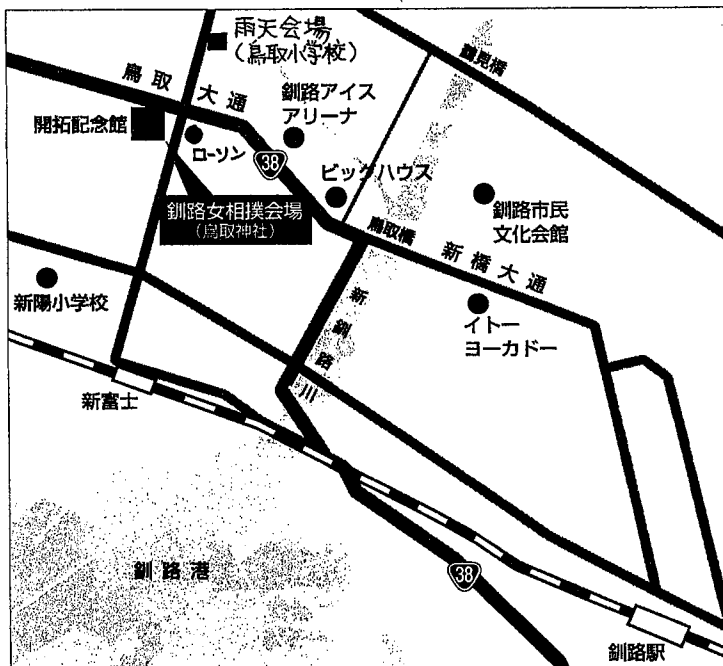 雨天会場
(鳥取小学校)
鶴見橋
鳥取大通
釧路アイス
アリーナ
開拓記念館
ローソン
38
ビッグハウス
釧路女相撲会場
(鳥取神社)
釧路市民
文化会館
鳥取橋
新橋大通
新陽小学校
新釧路川
イトー
ヨーカドー
新富士
釧路港
38
釧路駅